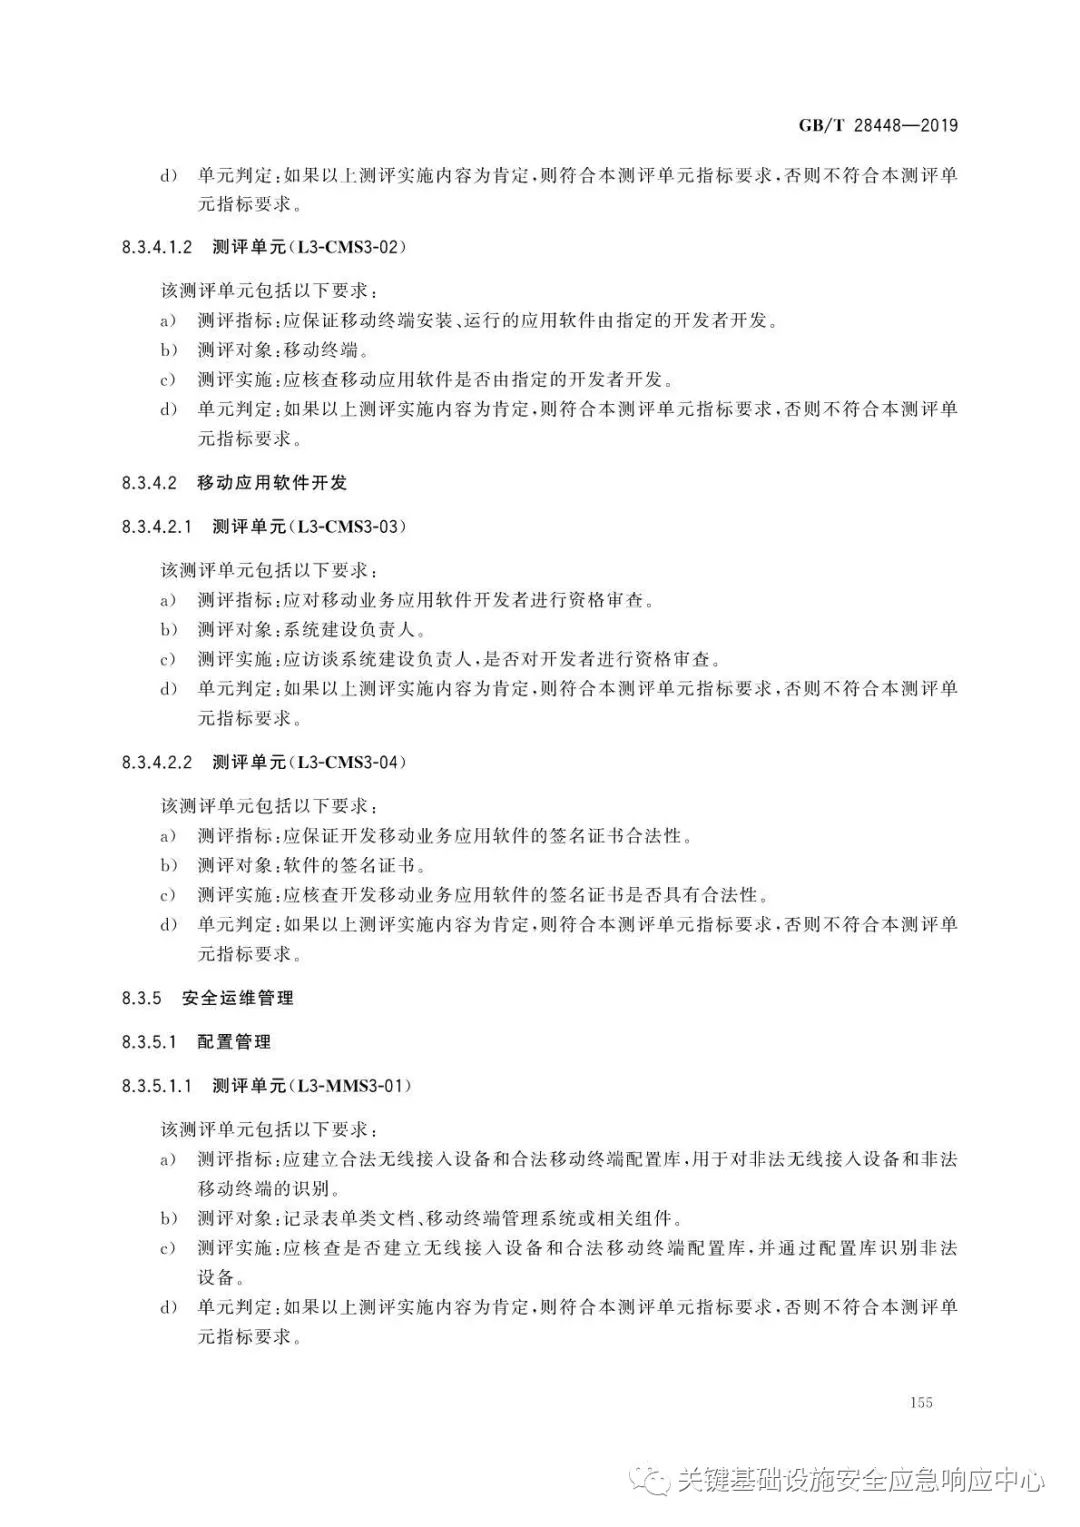 GB/T 28448—2019
d) 单元判定:如果以上测评实施内容为肯定,则符合本测评单元指标要求,否则不符合本测评单
元指标要求。
8.3.4.1.2 测评单元(L3-CMS3-02)
该测评单元包括以下要求:
a) 测评指标:应保证移动终端安装、运行的应用软件由指定的开发者开发。
b) 测评对象:移动终端。
c) 测评实施:应核查移动应用软件是否由指定的开发者开发。
d) 单元判定:如果以上测评实施内容为肯定,则符合本测评单元指标要求,否则不符合本测评单
元指标要求。
8.3.4.2 移动应用软件开发
8.3.4.2.1 测评单元(L3-CMS3-03)
该测评单元包括以下要求:
a) 测评指标:应对移动业务应用软件开发者进行资格审查。
b) 测评对象:系统建设负责人。
c) 测评实施:应访谈系统建设负责人,是否对开发者进行资格审查。
d) 单元判定:如果以上测评实施内容为肯定,则符合本测评单元指标要求,否则不符合本测评单
元指标要求。
8.3.4.2.2 测评单元(L3-CMS3-04)
该测评单元包括以下要求:
a) 测评指标:应保证开发移动业务应用软件的签名证书合法性。
b) 测评对象:软件的签名证书。
c) 测评实施:应核查开发移动业务应用软件的签名证书是否具有合法性。
d) 单元判定:如果以上测评实施内容为肯定,则符合本测评单元指标要求,否则不符合本测评单
元指标要求。
8.3.5 安全运维管理
8.3.5.1 配置管理
8.3.5.1.1 测评单元(L3-MMS3-01)
该测评单元包括以下要求:
a) 测评指标:应建立合法无线接入设备和合法移动终端配置库,用于对非法无线接入设备和非法
移动终端的识别。
b) 测评对象:记录表单类文档、移动终端管理系统或相关组件。
c) 测评实施:应核查是否建立无线接入设备和合法移动终端配置库,并通过配置库识别非法
设备。
d) 单元判定:如果以上测评实施内容为肯定,则符合本测评单元指标要求,否则不符合本测评单
元指标要求。
155
关键基础设施安全应急响应中心